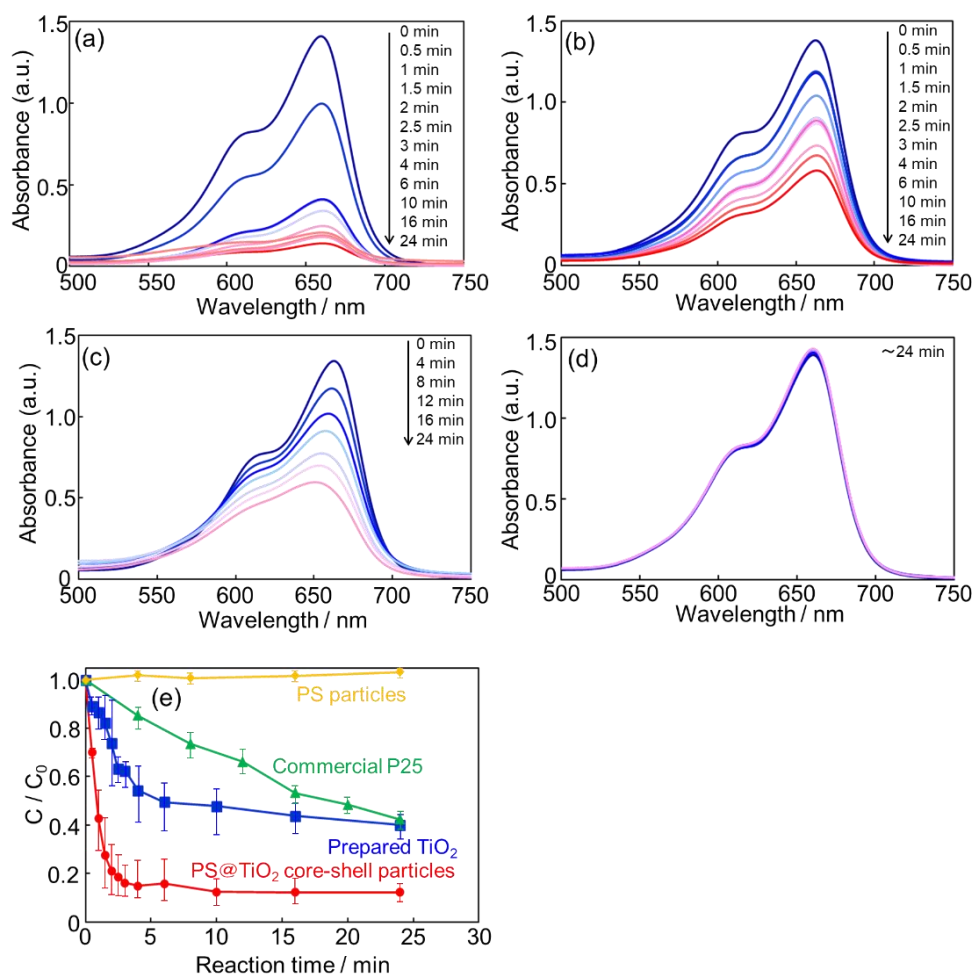 (a)
Absorbance (a.u.)
1.5
1.0
0.5
0
500 550 600 650 700 750
Wavelength / nm
0 min
0.5 min
1 min
1.5 min
2 min
2.5 min
3 min
4 min
6 min
10 min
16 min
24 min
(b)
Absorbance (a.u.)
1.5
1.0
0.5
0
500 550 600 650 700 750
Wavelength / nm
0 min
0.5 min
1 min
1.5 min
2 min
2.5 min
3 min
4 min
6 min
10 min
16 min
24 min
(c)
Absorbance (a.u.)
1.5
1.0
0.5
0
500 550 600 650 700 750
Wavelength / nm
0 min
4 min
8 min
12 min
16 min
24 min
(d)
Absorbance (a.u.)
1.5
1.0
0.5
0
500 550 600 650 700 750
Wavelength / nm
~24 min
(e)
C / C₀
1.0
0.8
0.6
0.4
0.2
0
0 5 10 15 20 25 30
Reaction time / min
PS particles
Commercial P25
Prepared TiO₂
PS@TiO₂ core-shell particles